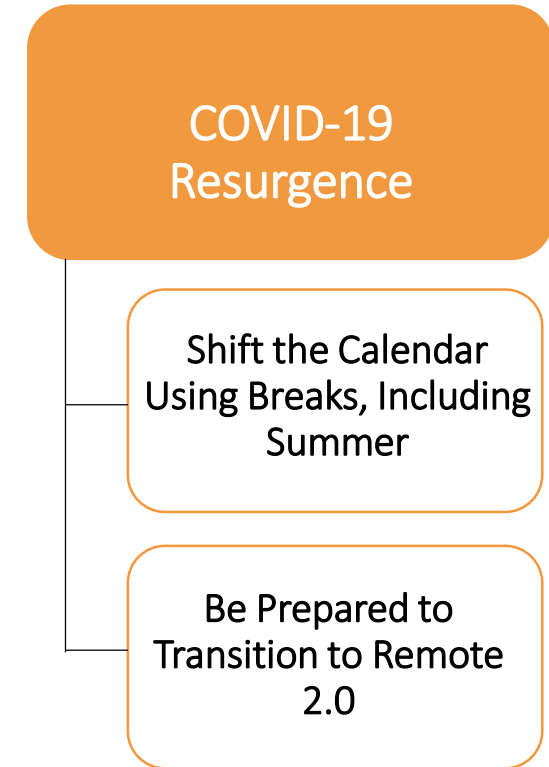 COVID-19
Resurgence
Shift the Calendar
Using Breaks, Including
Summer
Be Prepared to
Transition to Remote
2.0